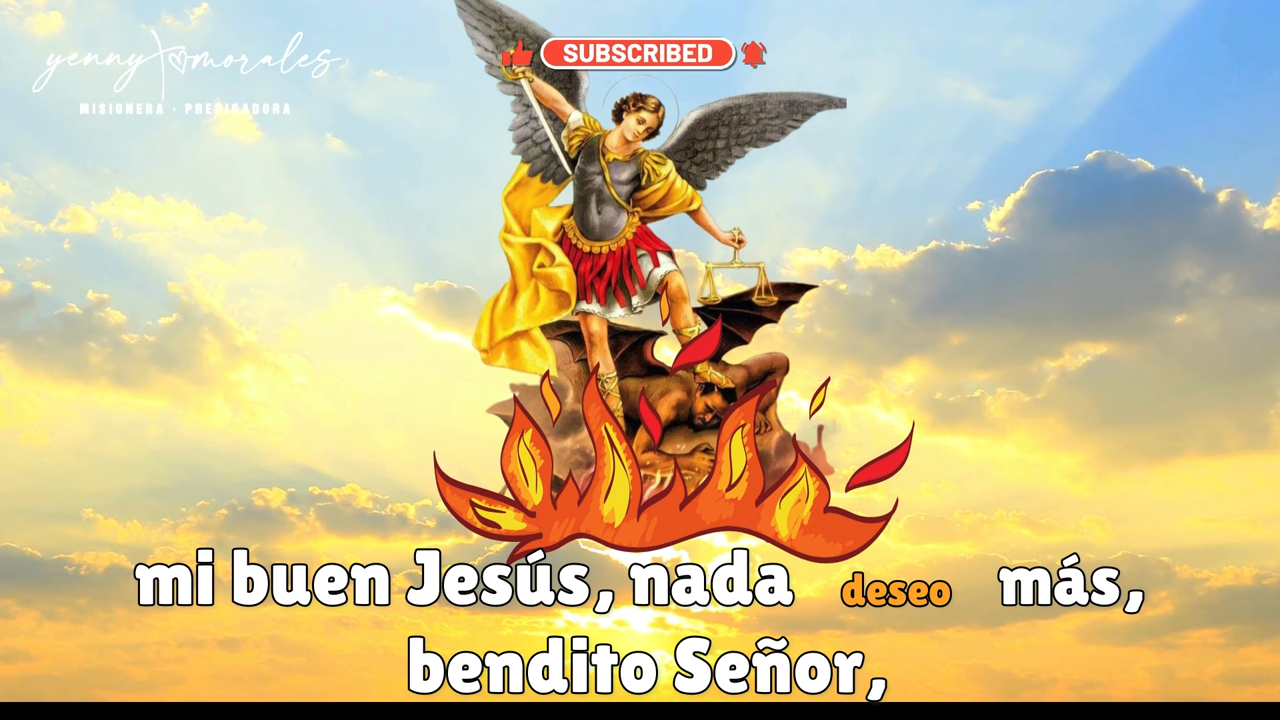 yenny morales
MISIONERA · PREDICADORA
SUBSCRIBED
mi buen Jesús, nada deseo más,
bendito Señor,